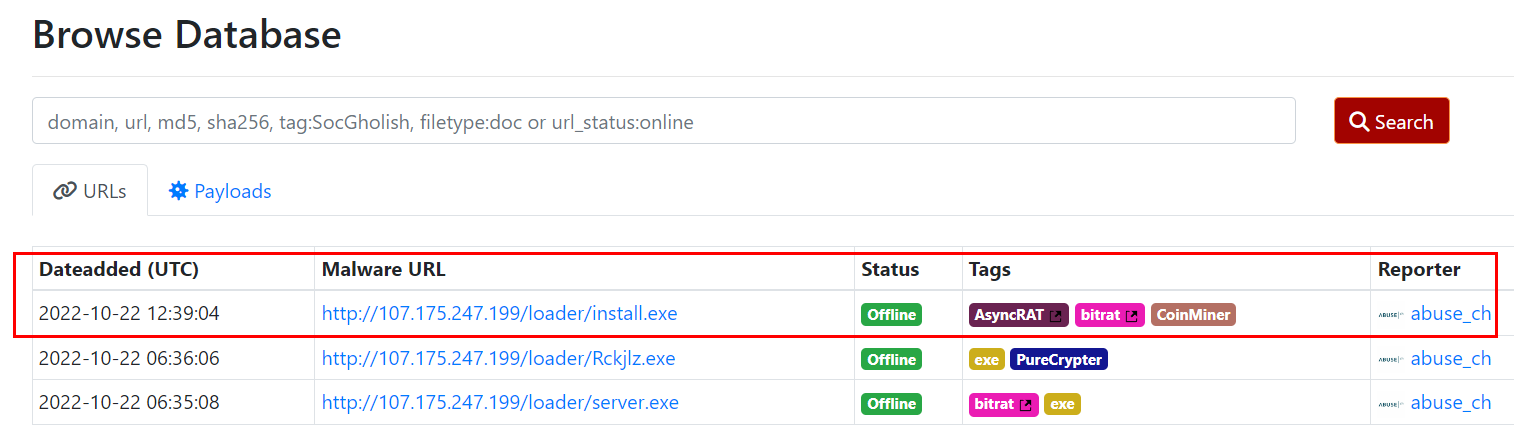 Browse Database
domain, url, md5, sha256, tag:SocGholish, filetype:doc or url_status:online
Search
URLs Payloads
Dateadded (UTC) Malware URL Status Tags Reporter
2022-10-22 12:39:04 http://107.175.247.199/loader/install.exe Offline AsyncRAT bitrat CoinMiner abuse_ch
2022-10-22 06:36:06 http://107.175.247.199/loader/Rckjlz.exe Offline exe PureCrypter abuse_ch
2022-10-22 06:35:08 http://107.175.247.199/loader/server.exe Offline bitrat exe abuse_ch